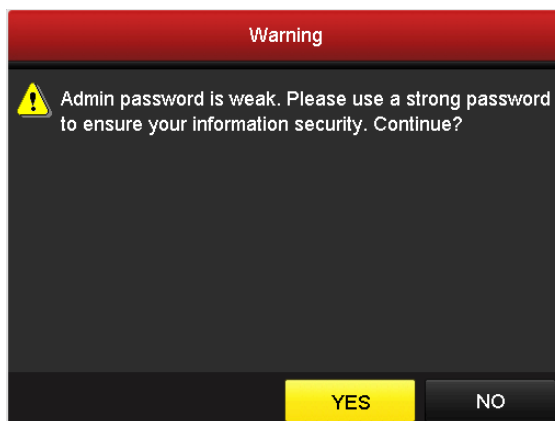 Warning
Admin password is weak. Please use a strong password
to ensure your information security. Continue?
YES
NO